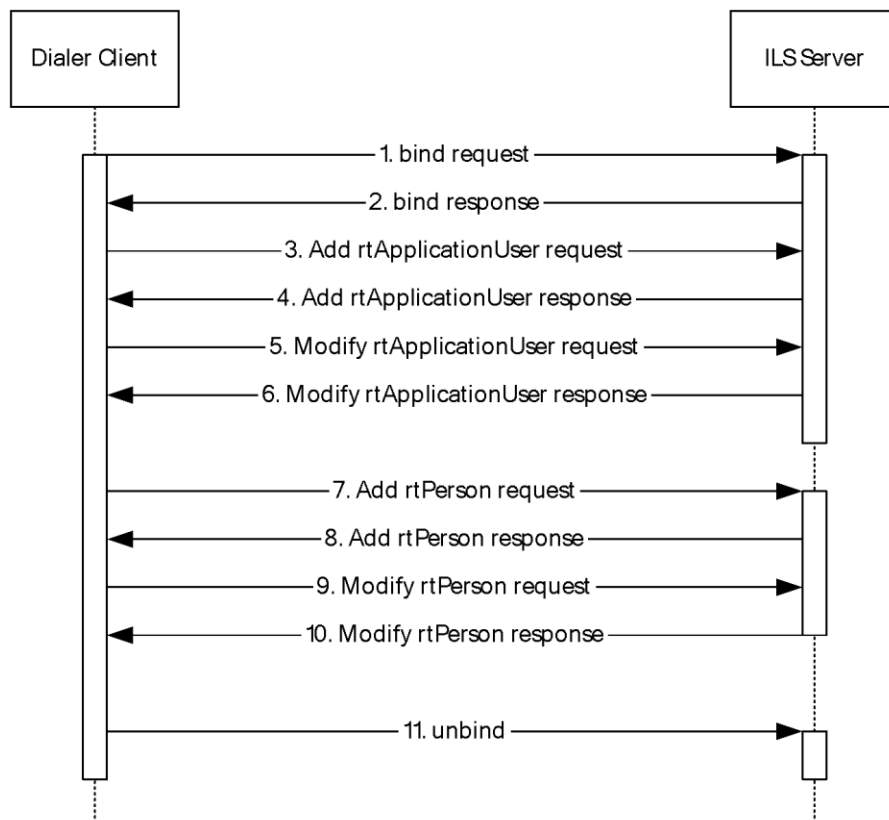 Dialer Client
ILS Server
1. bind request
2. bind response
3. Add rtApplicationUser request
4. Add rtApplicationUser response
5. Modify rtApplicationUser request
6. Modify rtApplicationUser response
7. Add rtPerson request
8. Add rtPerson response
9. Modify rtPerson request
10. Modify rtPerson response
11. unbind